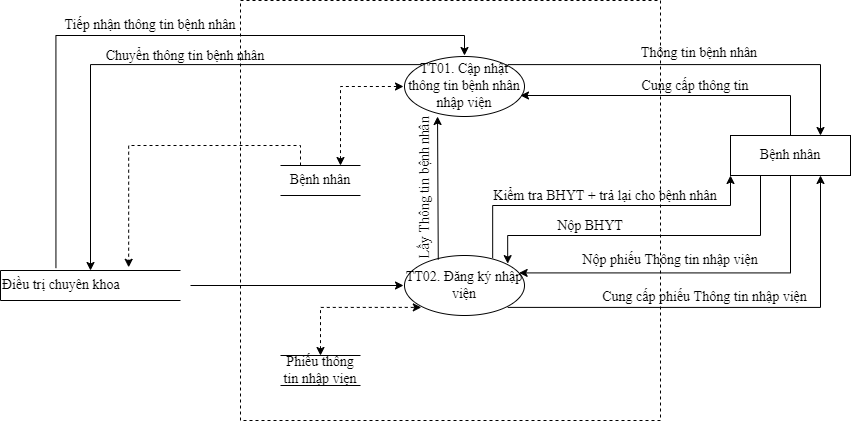 Tiếp nhận thông tin bệnh nhân
Chuyển thông tin bệnh nhân
Thông tin bệnh nhân
TT01. Cập nhật
thông tin bệnh nhân
nhập viện
Cung cấp thông tin
Lấy Thông tin bệnh nhân
Bệnh nhân
Bệnh nhân
Kiểm tra BHYT + trả lại cho bệnh nhân
Nộp BHYT
Nộp phiếu Thông tin nhập viện
Điều trị chuyên khoa
TT02. Đăng ký nhập
viện
Cung cấp phiếu Thông tin nhập viện
Phiếu thông
tin nhập viện